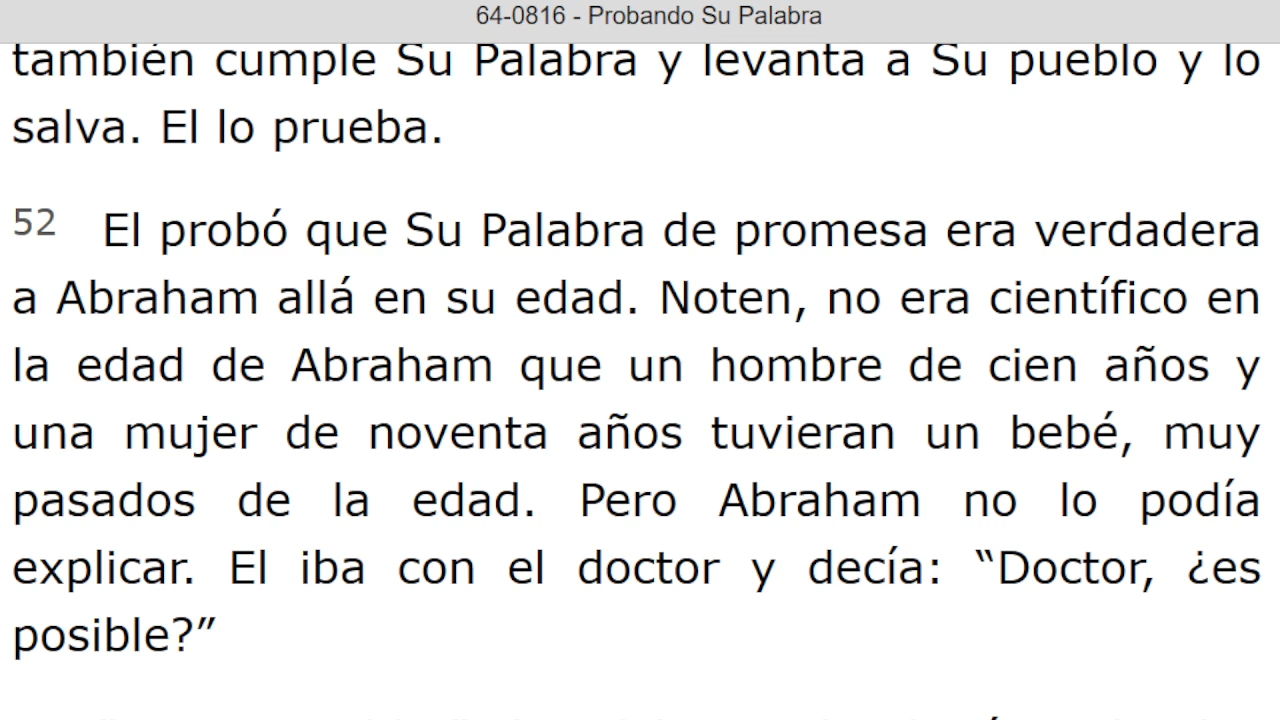 64-0816 - Probando Su Palabra
también cumple Su Palabra y levanta a Su pueblo y lo
salva. El lo prueba.
52 El probó que Su Palabra de promesa era verdadera
a Abraham allá en su edad. Noten, no era científico en
la edad de Abraham que un hombre de cien años y
una mujer de noventa años tuvieran un bebé, muy
pasados de la edad. Pero Abraham no lo podía
explicar. El iba con el doctor y decía: “Doctor, ¿es
posible?”